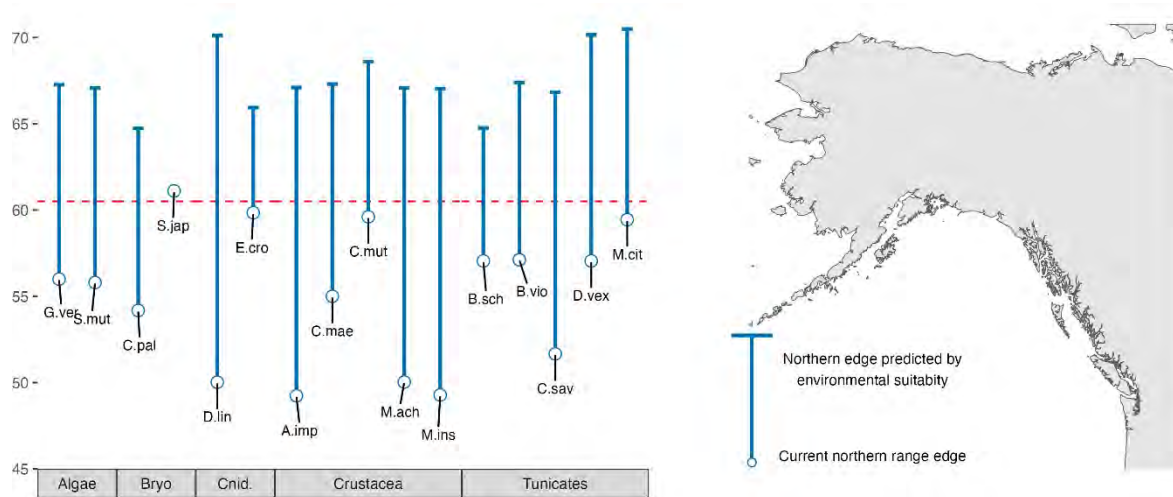 70
65
60
55
50
45
G.ver
S.mut
C.pal
S.jap
D.lin
E.cro
A.imp
C.mae
C.mut
M.ach
M.ins
B.sch
B.vio
C.sav
D.vex
M.cit
Algae
Bryo
Cnid.
Crustacea
Tunicates
Northern edge predicted by
environmental suitabity
Current northern range edge